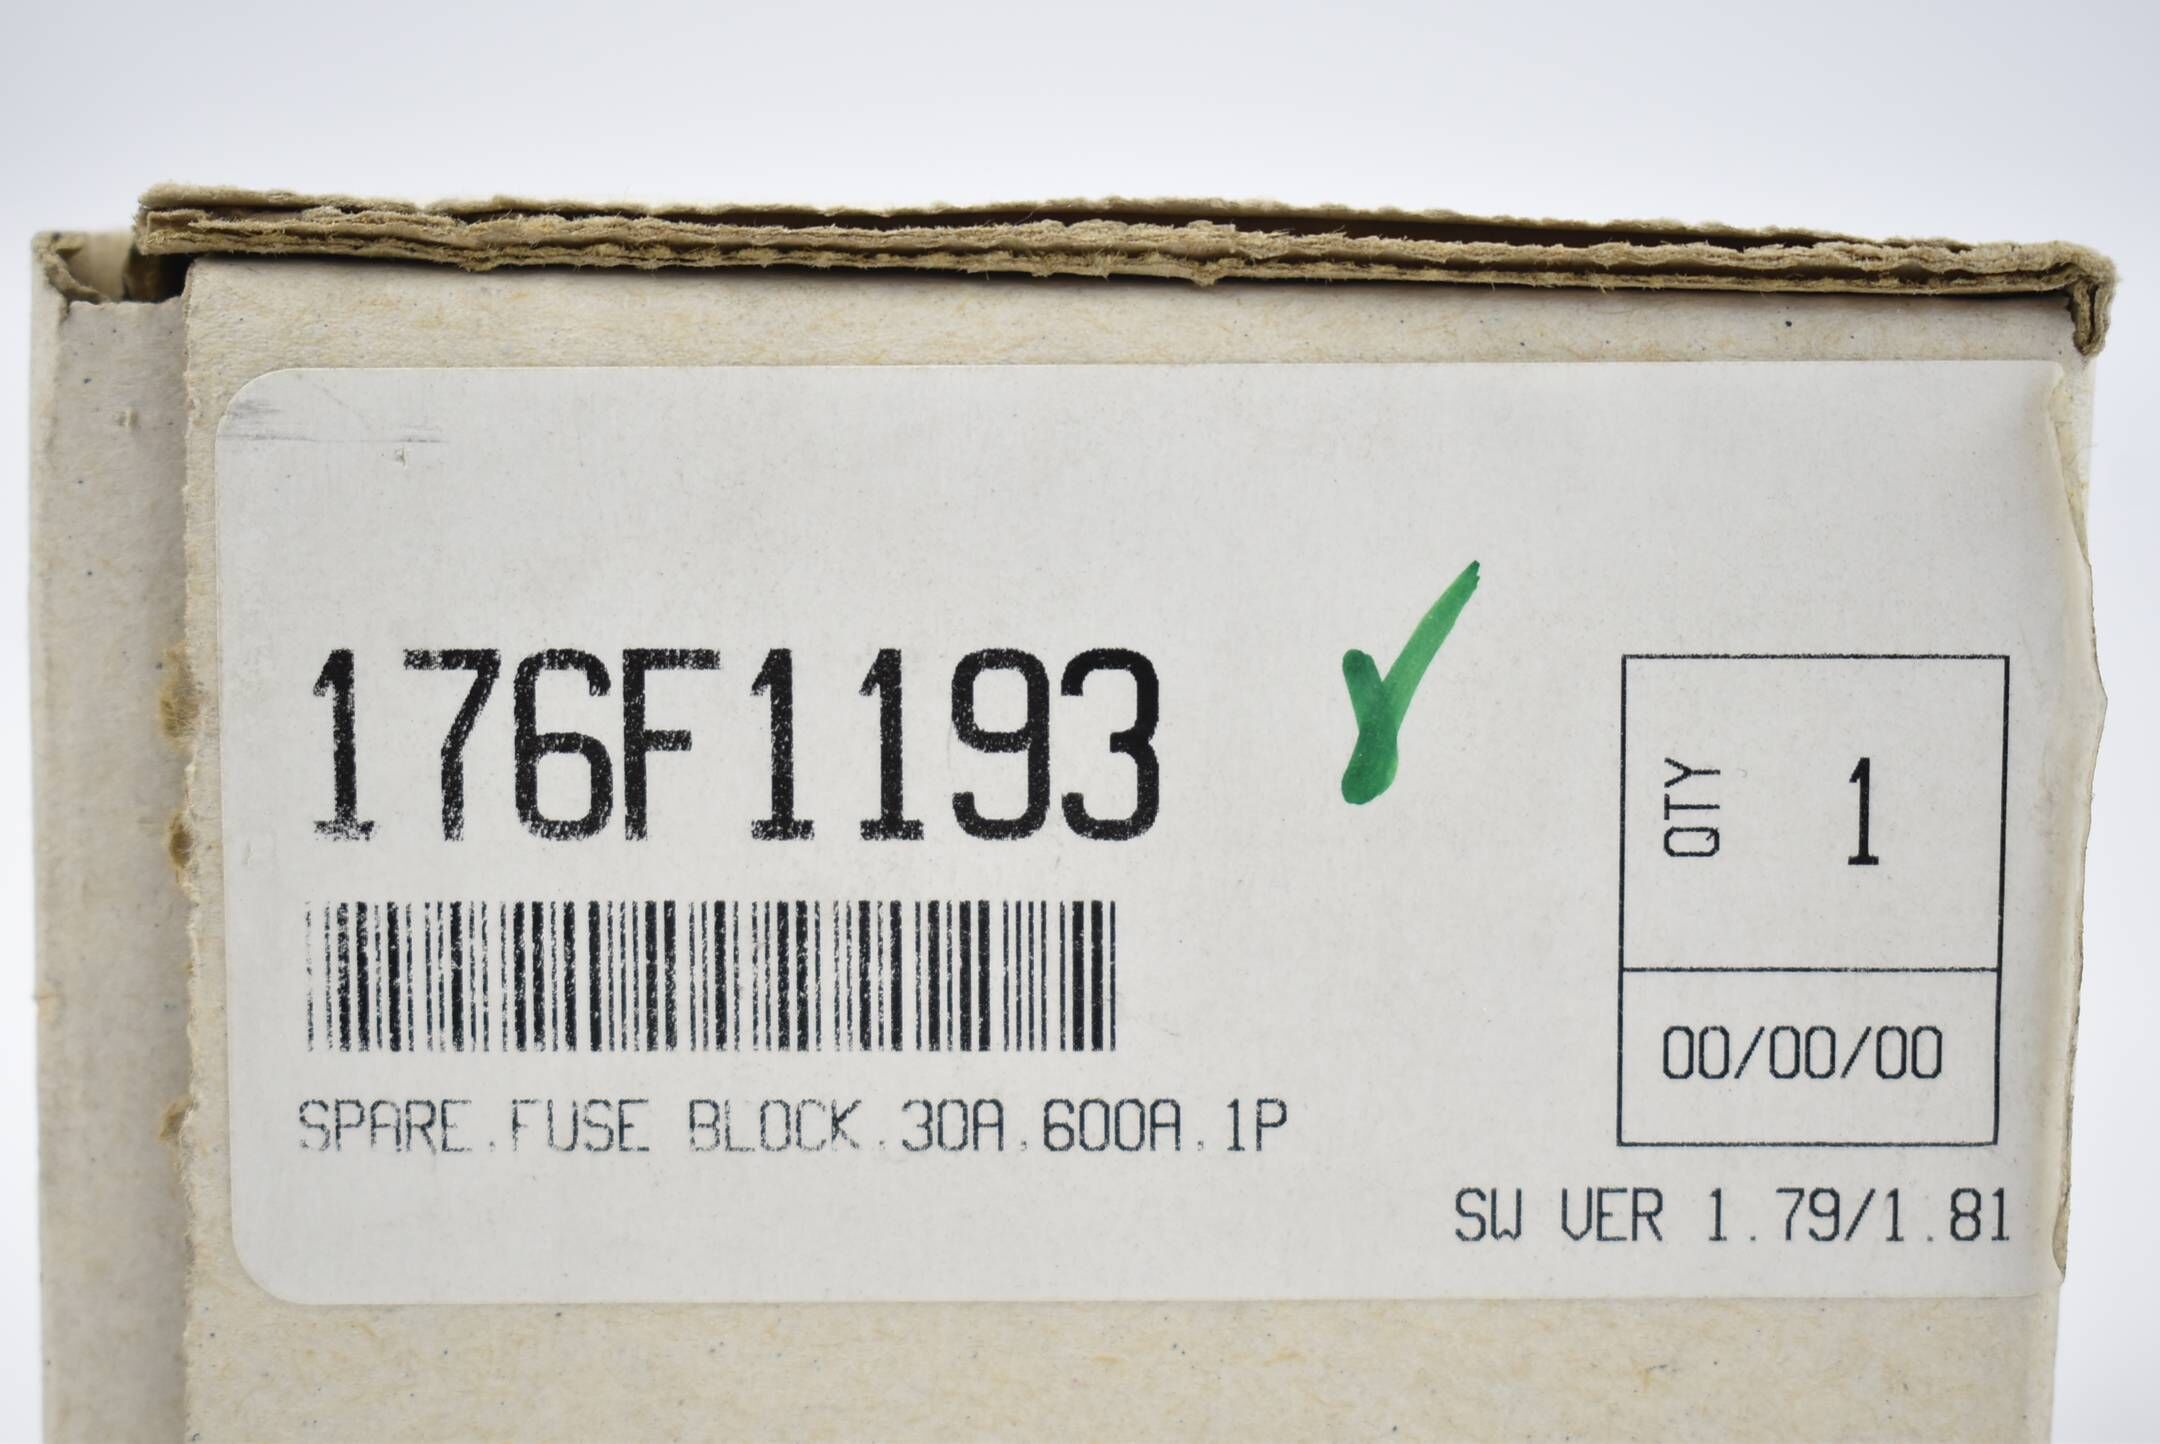 176F1193
QTY 1
00/00/00
SPARE.FUSE BLOCK.30A.600A.1P
SW VER 1.79/1.81